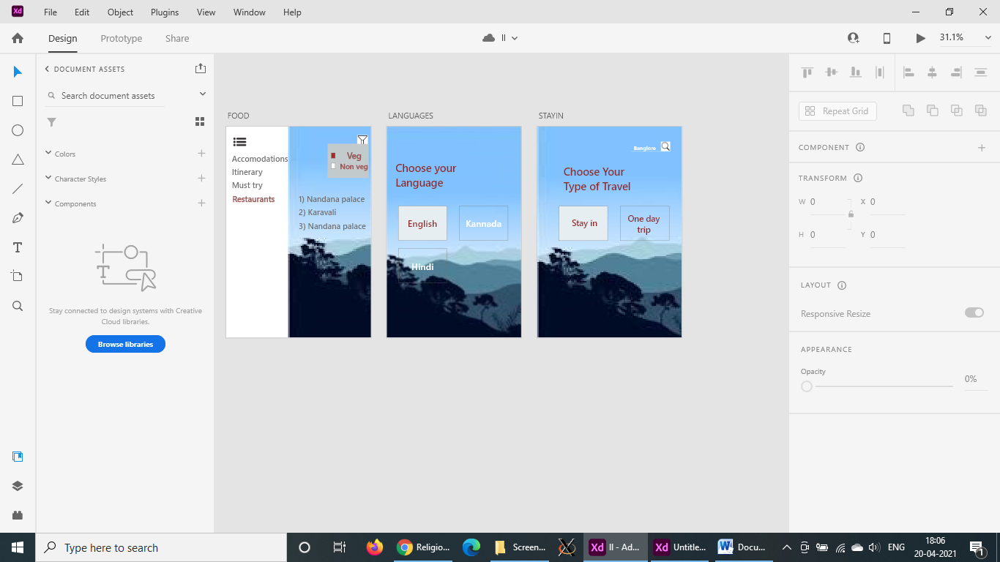 Xd File Edit Object Plugins View Window Help
Design Prototype Share II 31.1%
DOCUMENT ASSETS
Search document assets
Colors
Character Styles
Components
Stay connected to design systems with Creative
Cloud libraries.
Browse libraries
FOOD
Accomodations
Itinerary
Must try
Restaurants
Veg
Non veg
1) Nandana palace
2) Karavali
3) Nandana palace
LANGUAGES
Choose your
Language
English Kannada
Hindi
STAYIN
Banglore
Choose Your
Type of Travel
Stay in
One day
trip
Repeat Grid
COMPONENT
TRANSFORM
W 0 X 0
H 0 Y 0
LAYOUT
Responsive Resize
APPEARANCE
Opacity
0%
Type here to search
Religio...
Screen...
Xd II - Ad...
Xd Untitle...
Docu...
ENG
18:06
20-04-2021
1